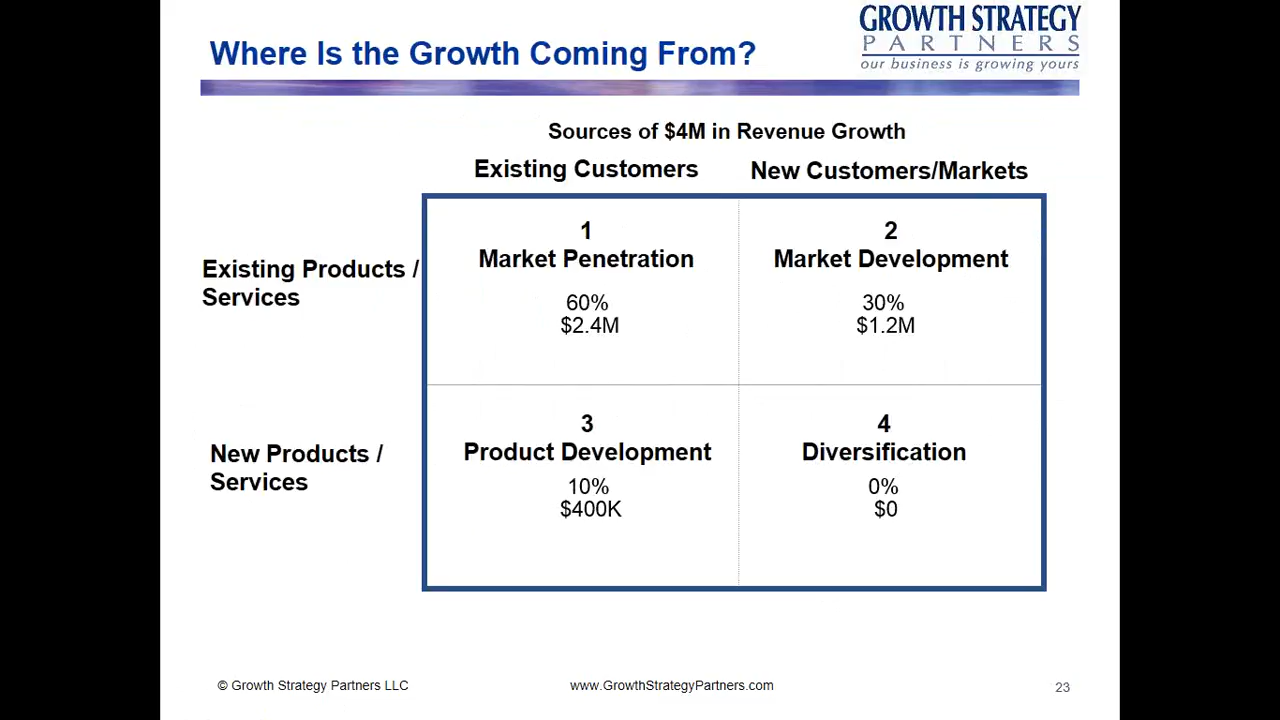 GROWTH STRATEGY
PARTNERS
our business is growing yours
Where Is the Growth Coming From?
Sources of $4M in Revenue Growth
Existing Customers
New Customers/Markets
Existing Products /
Services
1
Market Penetration
60%
$2.4M
2
Market Development
30%
$1.2M
New Products /
Services
3
Product Development
10%
$400K
4
Diversification
0%
$0
© Growth Strategy Partners LLC
www.GrowthStrategyPartners.com
23